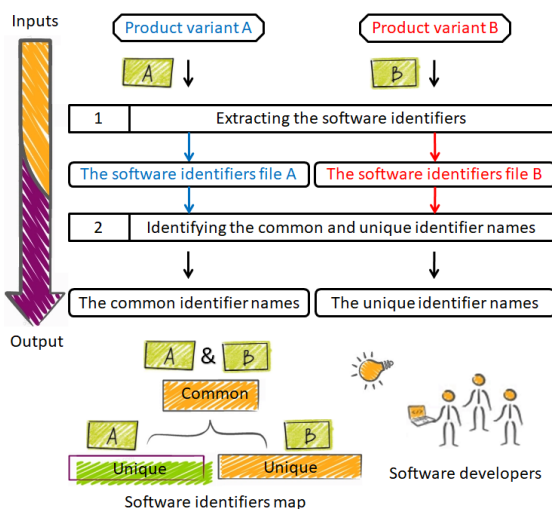 Inputs
Product variant A
Product variant B
A
B
1
Extracting the software identifiers
The software identifiers file A
The software identifiers file B
2
Identifying the common and unique identifier names
The common identifier names
The unique identifier names
Output
A & B
Common
A
B
Unique
Unique
Software developers
Software identifiers map